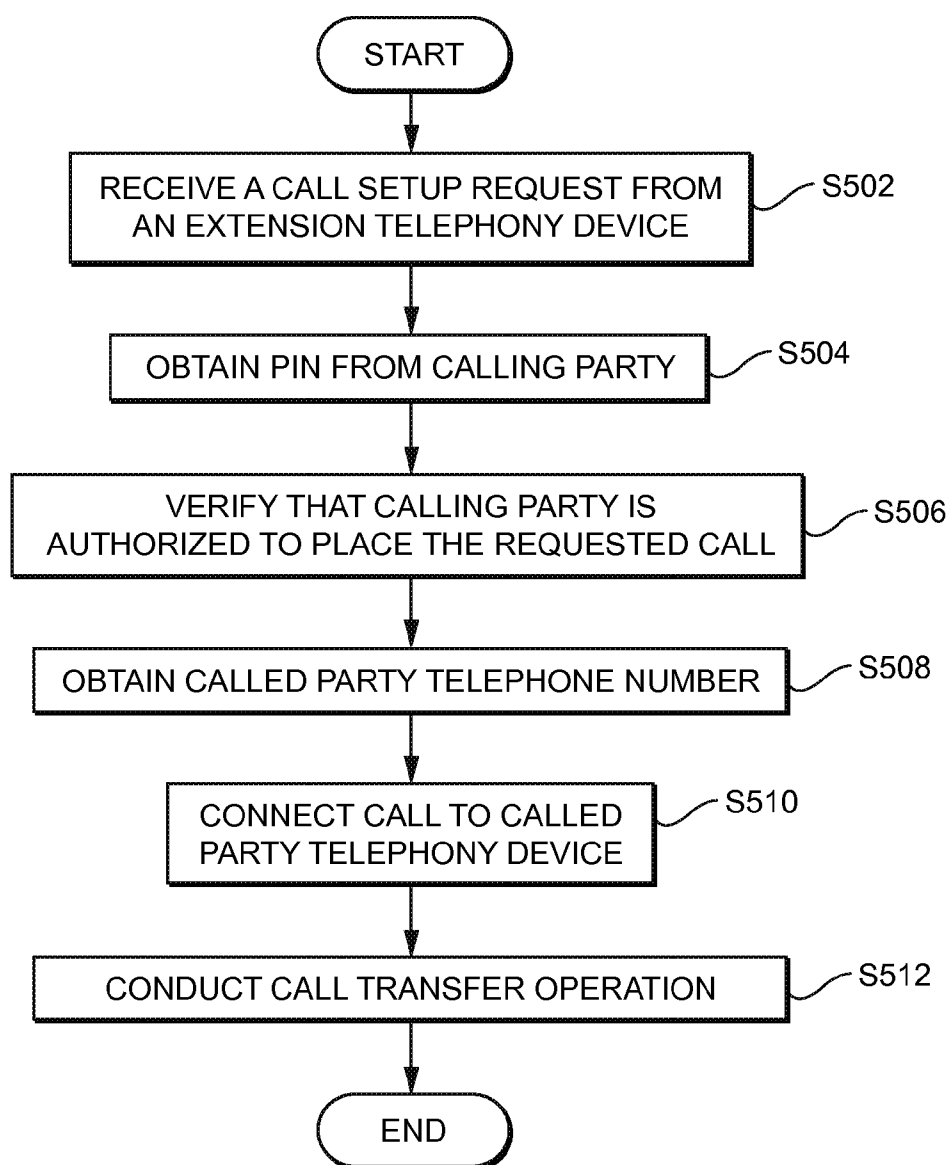 START
RECEIVE A CALL SETUP REQUEST FROM
AN EXTENSION TELEPHONY DEVICE
S502
OBTAIN PIN FROM CALLING PARTY
S504
VERIFY THAT CALLING PARTY IS
AUTHORIZED TO PLACE THE REQUESTED CALL
S506
OBTAIN CALLED PARTY TELEPHONE NUMBER
S508
CONNECT CALL TO CALLED
PARTY TELEPHONY DEVICE
S510
CONDUCT CALL TRANSFER OPERATION
S512
END